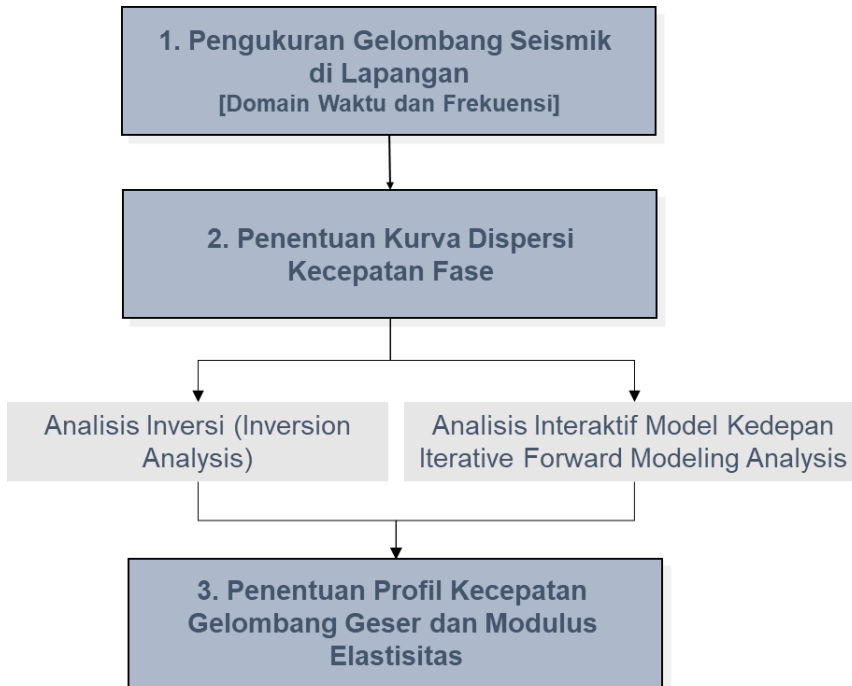 1. Pengukuran Gelombang Seismik
di Lapangan
[Domain Waktu dan Frekuensi]
2. Penentuan Kurva Dispersi
Kecepatan Fase
Analisis Inversi (Inversion
Analysis)
Analisis Interaktif Model Kedepan
Iterative Forward Modeling Analysis
3. Penentuan Profil Kecepatan
Gelombang Geser dan Modulus
Elastisitas